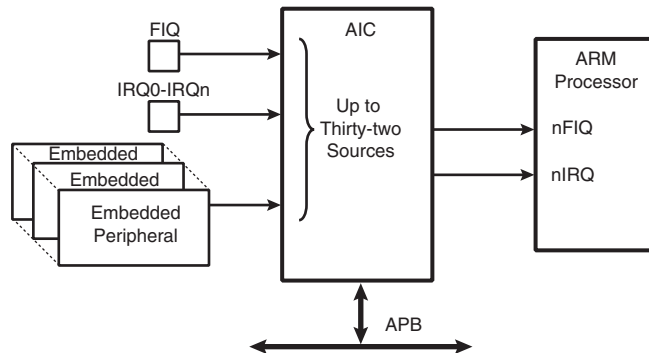 FIQ
IRQ0-IRQn
Embedded
Embedded
Embedded
Peripheral
AIC
Up to
Thirty-two
Sources
ARM
Processor
nFIQ
nIRQ
APB